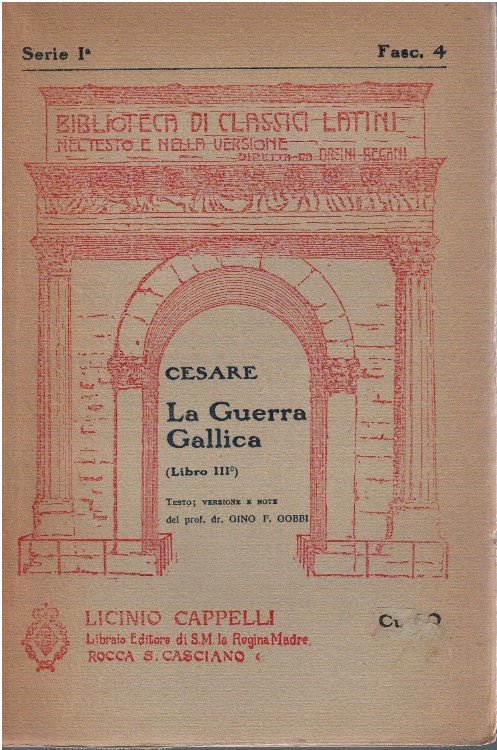 Serie Iª
Fasc. 4
BIBLIOTECA DI CLASSICI LATINI
NEL TESTO E NELLA VERSIONE
DIRETTA DA ORSINI BEGANI
CESARE
La Guerra
Gallica
(Libro III°)
TESTO; VERSIONE E NOTE
del prof. dr. GINO F. GOBBI
LICINIO CAPPELLI
Libraio Editore di S.M. la Regina Madre.
ROCCA S. CASCIANO